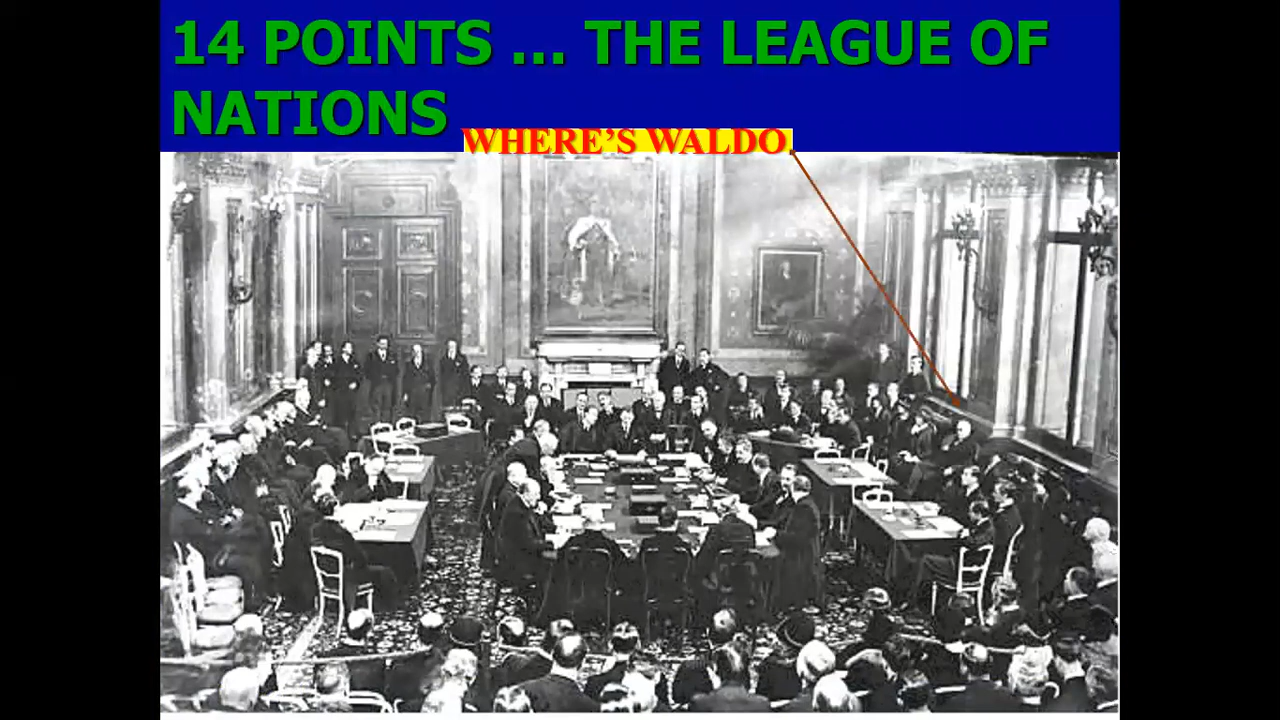 14 POINTS ... THE LEAGUE OF
NATIONS
WHERE'S WALDO